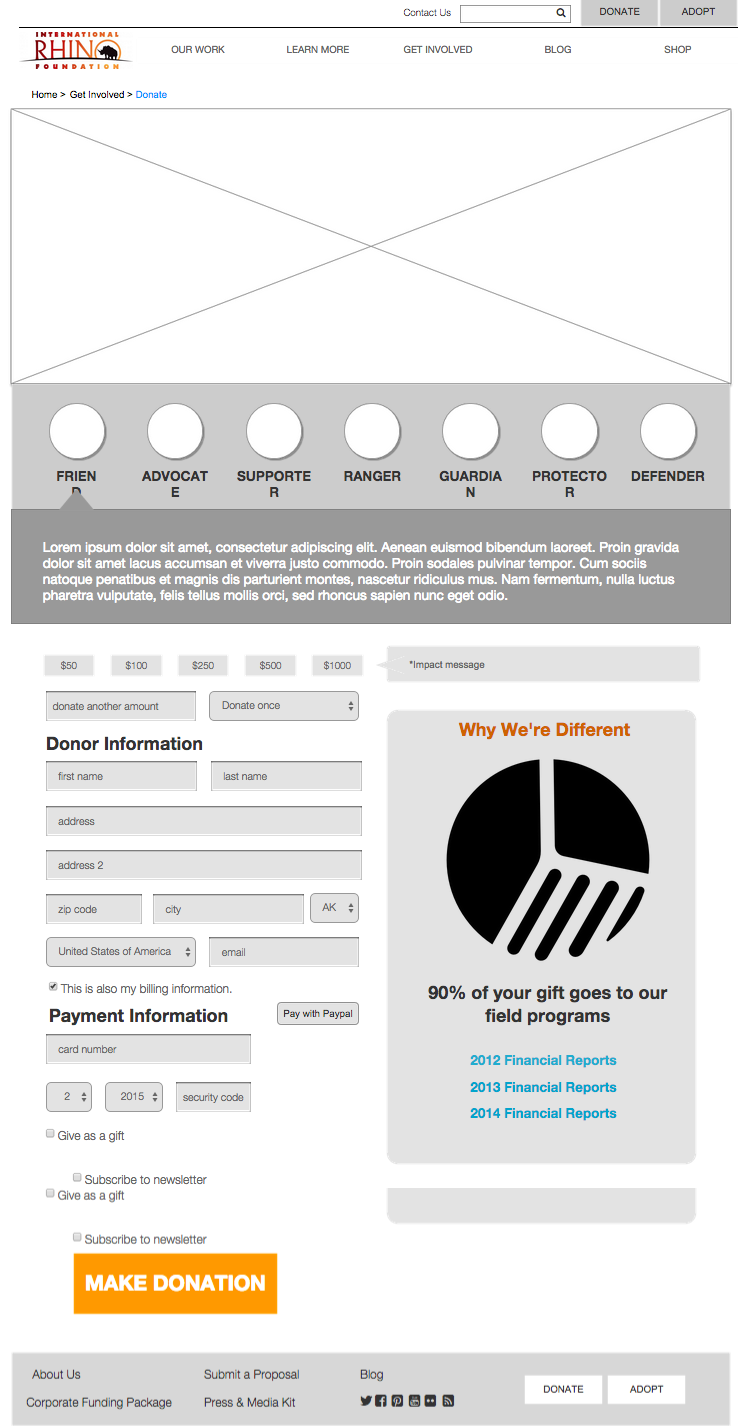 Contact Us
DONATE
ADOPT
INTERNATIONAL
RHINO
FOUNDATION
OUR WORK
LEARN MORE
GET INVOLVED
BLOG
SHOP
Home > Get Involved > Donate
FRIEN
D
ADVOCAT
E
SUPPORTE
R
RANGER
GUARDIA
N
PROTECTO
R
DEFENDER
Lorem ipsum dolor sit amet, consectetur adipiscing elit. Aenean euismod bibendum laoreet. Proin gravida
dolor sit amet lacus accumsan et viverra justo commodo. Proin sodales pulvinar tempor. Cum sociis
natoque penatibus et magnis dis parturient montes, nascetur ridiculus mus. Nam fermentum, nulla luctus
pharetra vulputate, felis tellus mollis orci, sed rhoncus sapien nunc eget odio.
$50
$100
$250
$500
$1000
*Impact message
donate another amount
Donate once
Donor Information
first name
last name
address
address 2
zip code
city
AK
United States of America
email
This is also my billing information.
Payment Information
Pay with Paypal
card number
2
2015
security code
Give as a gift
Subscribe to newsletter
Give as a gift
Subscribe to newsletter
MAKE DONATION
Why We're Different
90% of your gift goes to our
field programs
2012 Financial Reports
2013 Financial Reports
2014 Financial Reports
About Us
Submit a Proposal
Blog
Corporate Funding Package
Press & Media Kit
DONATE
ADOPT